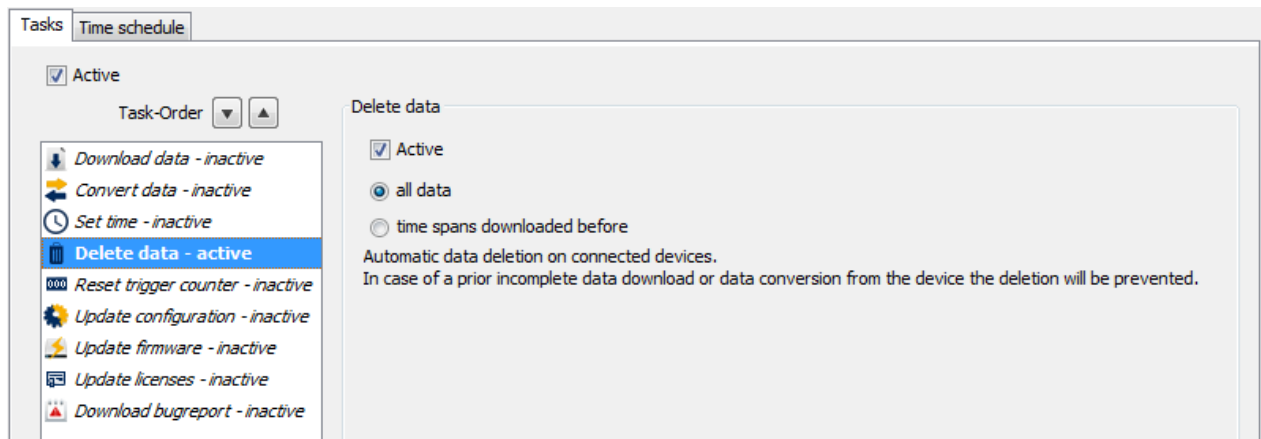 Tasks Time schedule
Active
Task-Order
Delete data
Download data - inactive
Convert data - inactive
Set time - inactive
Delete data - active
000 Reset trigger counter - inactive
Update configuration - inactive
Update firmware - inactive
Update licenses - inactive
Download bugreport - inactive
Active
all data
time spans downloaded before
Automatic data deletion on connected devices.
In case of a prior incomplete data download or data conversion from the device the deletion will be prevented.